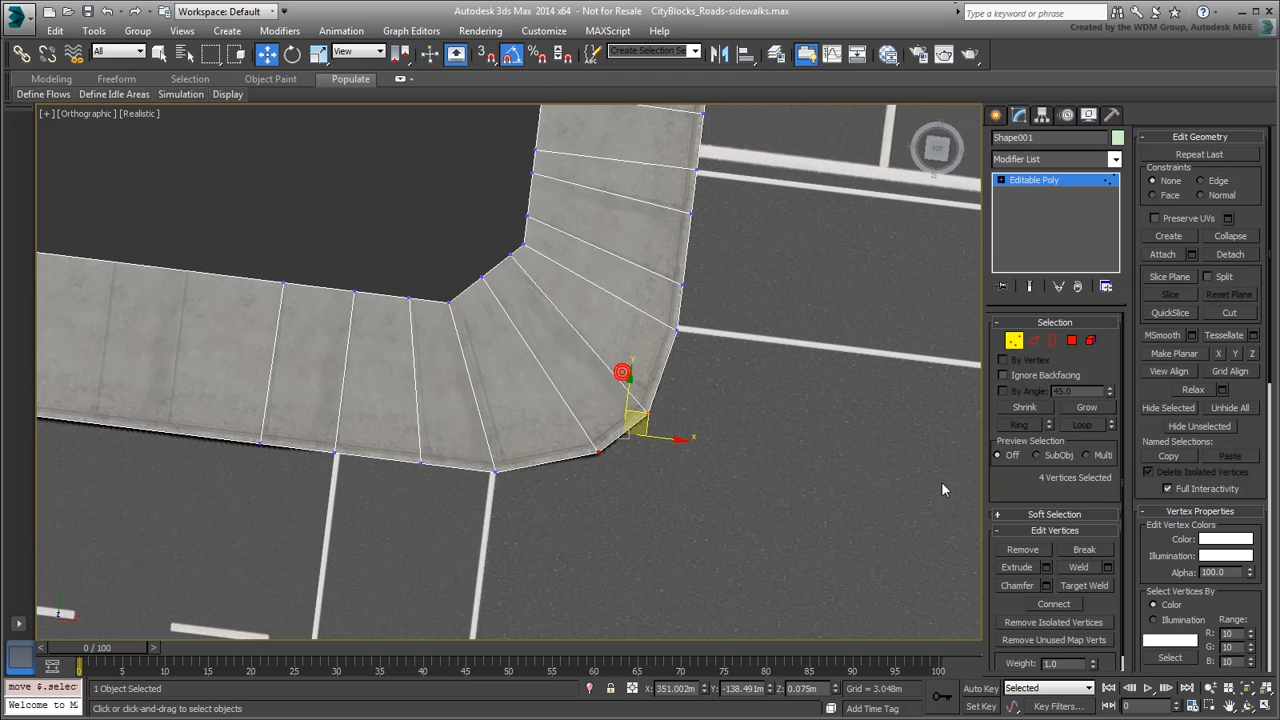 Workspace: Default
Autodesk 3ds Max 2014 x64 - Not for Resale CityBlocks_Roads-sidewalks.max
Type a keyword or phrase
Created by the WDM Group, Autodesk M&E
Edit Tools Group Views Create Modifiers Animation Graph Editors Rendering Customize MAXScript Help
All
View
Create Selection Se
Modeling Freeform Selection Object Paint Populate
Define Flows Define Idle Areas Simulation Display
[+] [Orthographic] [Realistic]
TOP
S
y
x
Shape001
Modifier List
Editable Poly
Selection
By Vertex
Ignore Backfacing
By Angle: 45.0
Shrink Grow
Ring Loop
Preview Selection
Off SubObj Multi
4 Vertices Selected
Soft Selection
Edit Vertices
Remove Break
Extrude Weld
Chamfer Target Weld
Connect
Remove Isolated Vertices
Remove Unused Map Verts
Weight: 1.0
Edit Geometry
Repeat Last
Constraints
None Edge
Face Normal
Preserve UVs
Create Collapse
Attach Detach
Slice Plane Split
Slice Reset Plane
QuickSlice Cut
MSmooth Tessellate
Make Planar X Y Z
View Align Grid Align
Relax
Hide Selected Unhide All
Hide Unselected
Named Selections:
Copy Paste
Delete Isolated Vertices
Full Interactivity
Vertex Properties
Edit Vertex Colors
Color:
Illumination:
Alpha: 100.0
Select Vertices By
Color
Illumination
Range:
R: 10
G: 10
B: 10
Select
0 / 100
0 5 10 15 20 25 30 35 40 45 50 55 60 65 70 75 80 85 90 95 100
move $.selec
Welcome to M
1 Object Selected
Click or click-and-drag to select objects
X: 351.002m Y: -138.491m Z: 0.075m Grid = 3.048m
Add Time Tag
Auto Key Selected
Set Key Key Filters...
0